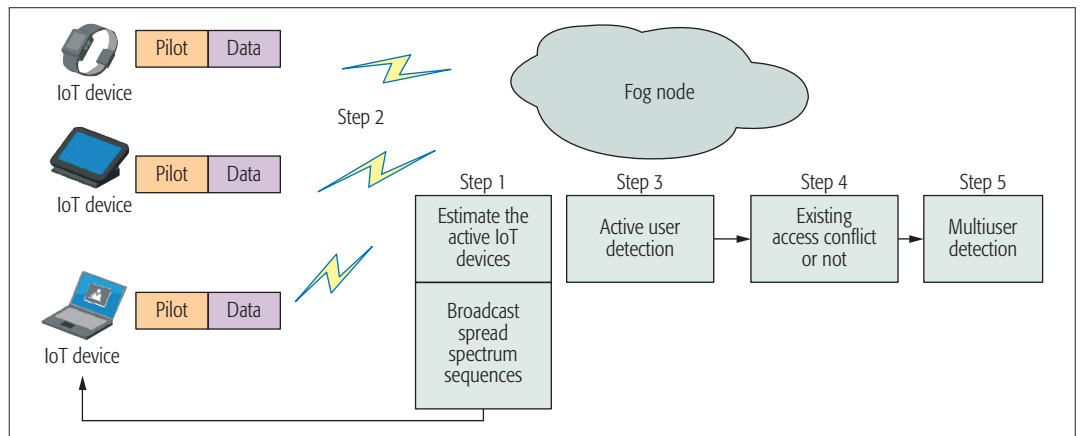 Pilot Data
IoT device
Step 2
Fog node
Pilot Data
IoT device
Step 1
Estimate the
active IoT
devices
Broadcast
spread
spectrum
sequences
Step 3
Active user
detection
Step 4
Existing
access conflict
or not
Step 5
Multiuser
detection
Pilot Data
IoT device